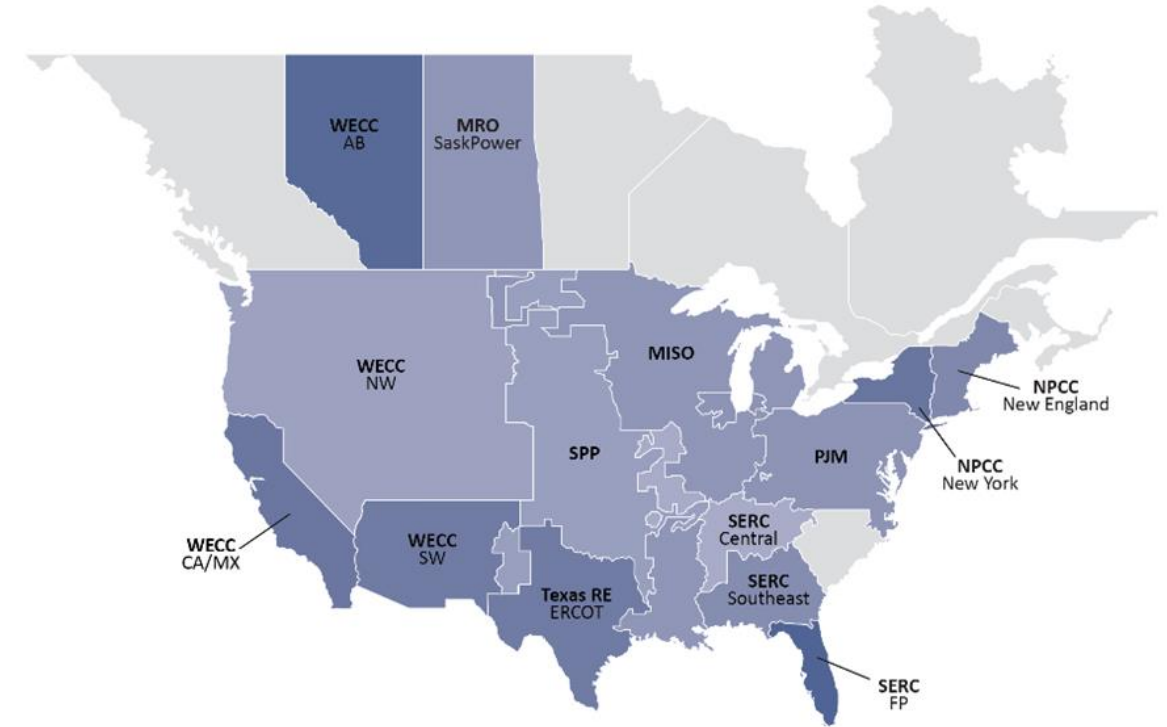 WECC
AB
MRO
SaskPower
WECC
NW
MISO
NPCC
New England
SPP
PJM
NPCC
New York
WECC
CA/MX
WECC
SW
SERC
Central
Texas RE
ERCOT
SERC
Southeast
SERC
FP